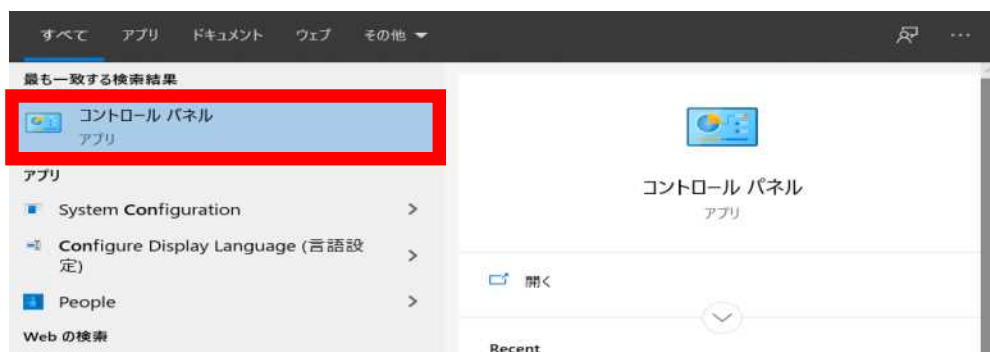 すべて アプリ ドキュメント ウェブ その他
最も一致する検索結果
コントロール パネル
アプリ
アプリ
System Configuration
Configure Display Language (言語設
定)
People
Web の検索
コントロール パネル
アプリ
開く
Recent